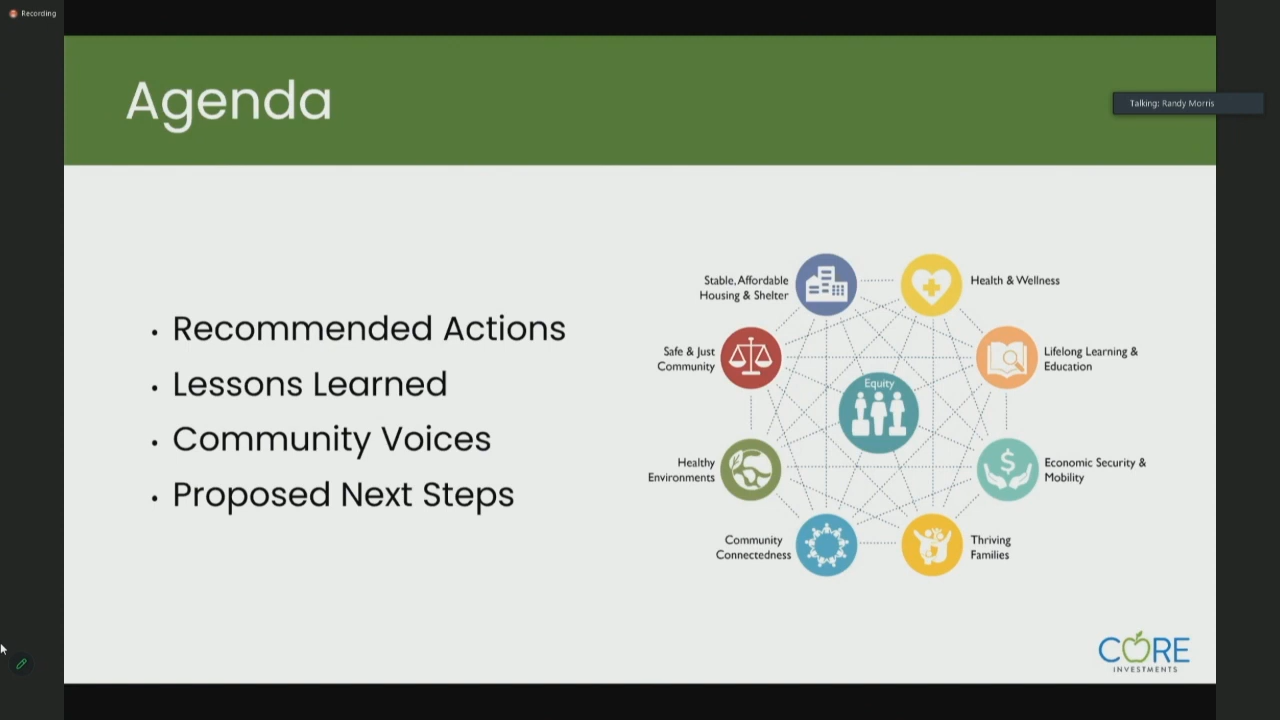 Recording
Agenda
Talking: Randy Morris
• Recommended Actions
• Lessons Learned
• Community Voices
• Proposed Next Steps
Stable, Affordable
Housing & Shelter
Health & Wellness
Safe & Just
Community
Lifelong Learning &
Education
Equity
Healthy
Environments
Economic Security &
Mobility
Community
Connectedness
Thriving
Families
CORE
INVESTMENTS